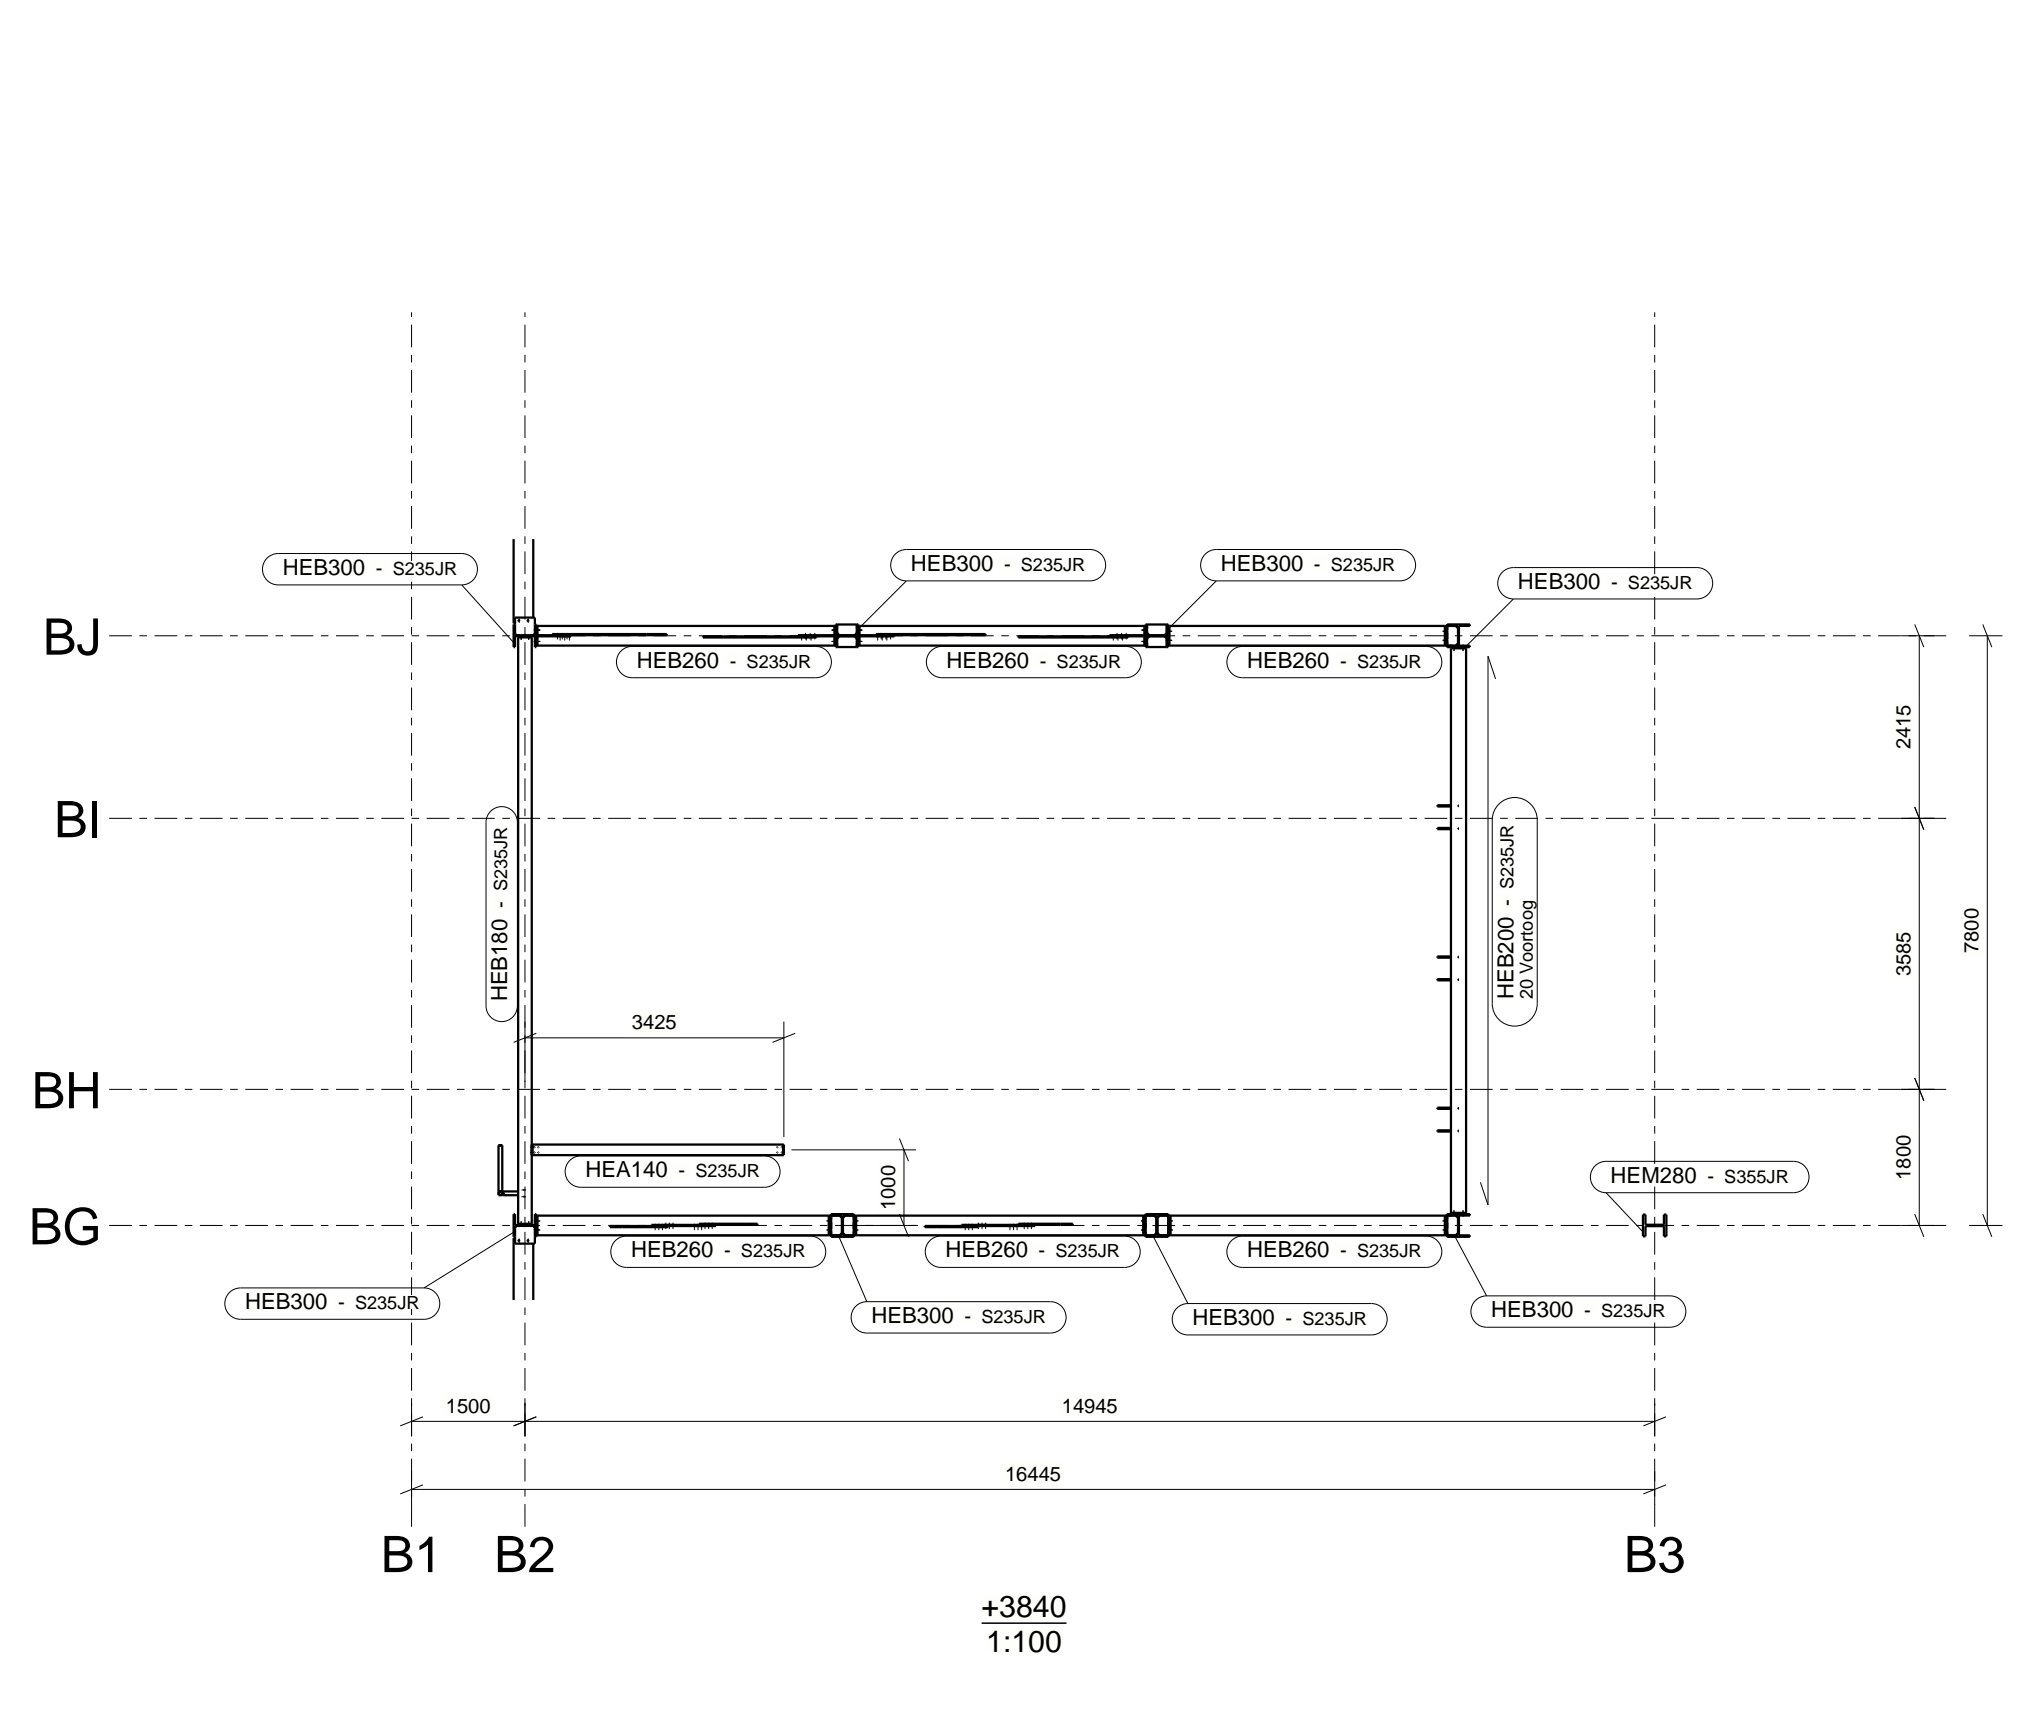 HEB300 - S235JR
HEB300 - S235JR
HEB300 - S235JR
HEB300 - S235JR
BJ
HEB260 - S235JR
HEB260 - S235JR
HEB260 - S235JR
2415
BI
HEB180 - S235JR
HEB200 - S235JR
20 Voortoog
3585
7800
3425
BH
HEA140 - S235JR
1000
1800
HEM280 - S355JR
BG
HEB260 - S235JR
HEB260 - S235JR
HEB260 - S235JR
HEB300 - S235JR
HEB300 - S235JR
HEB300 - S235JR
HEB300 - S235JR
1500
14945
16445
B1
B2
B3
+3840
1:100